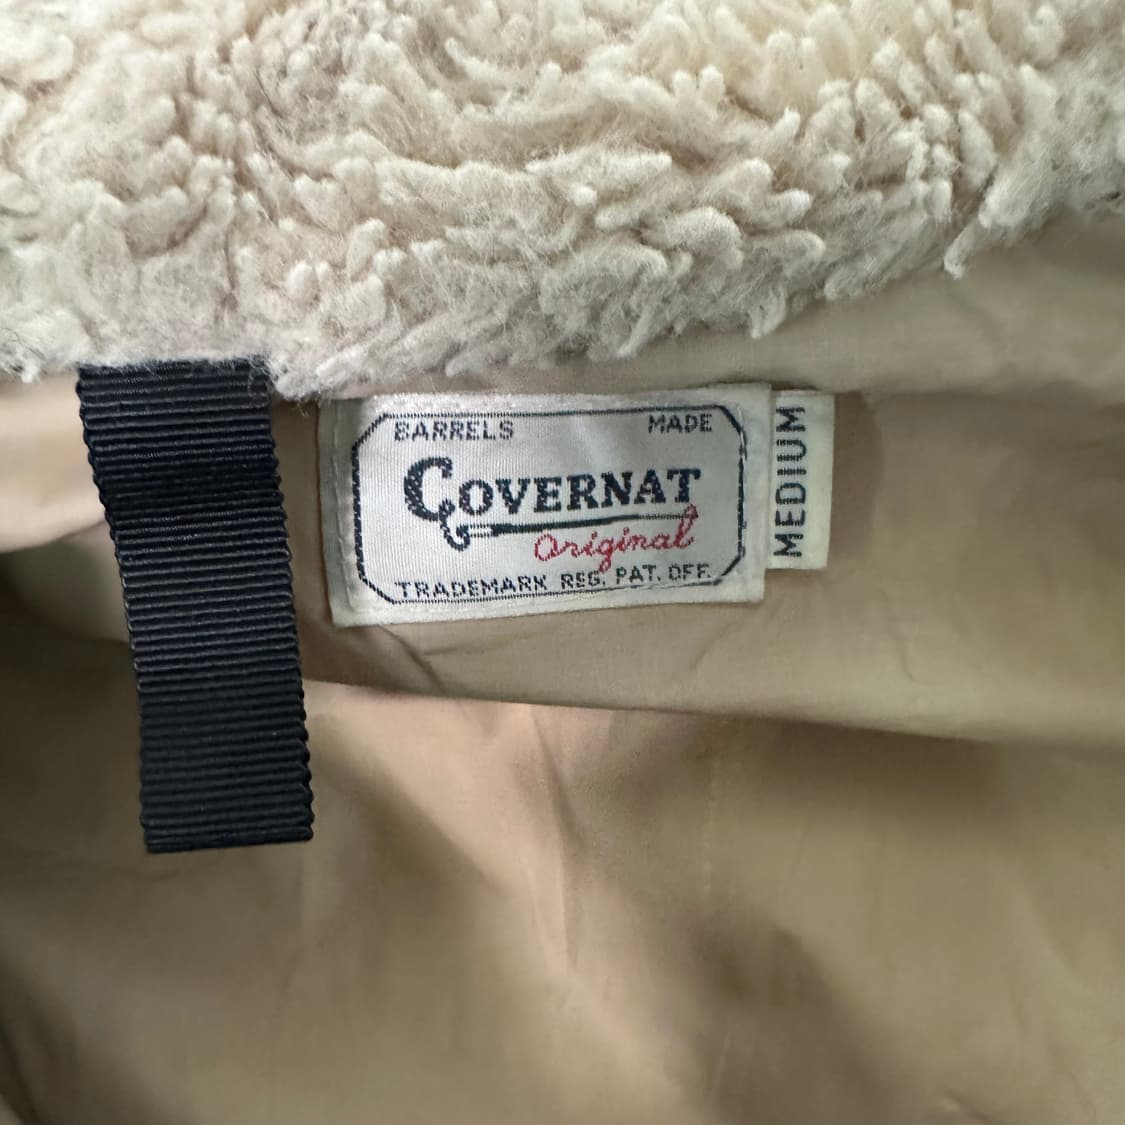 BARRELS MADE
COVERNAT
Original
TRADEMARK REG. PAT. OFF.
MEDIUM